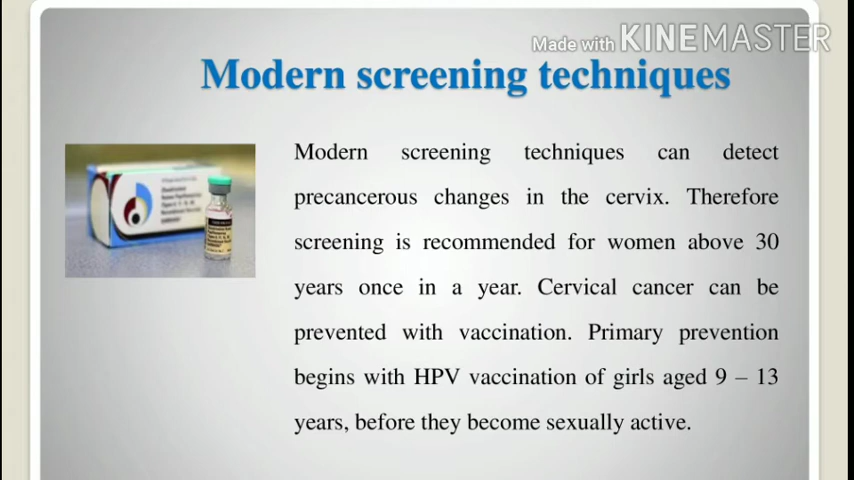 Made with KINEMASTER
Modern screening techniques
Modern screening techniques can detect
precancerous changes in the cervix. Therefore
screening is recommended for women above 30
years once in a year. Cervical cancer can be
prevented with vaccination. Primary prevention
begins with HPV vaccination of girls aged 9 – 13
years, before they become sexually active.